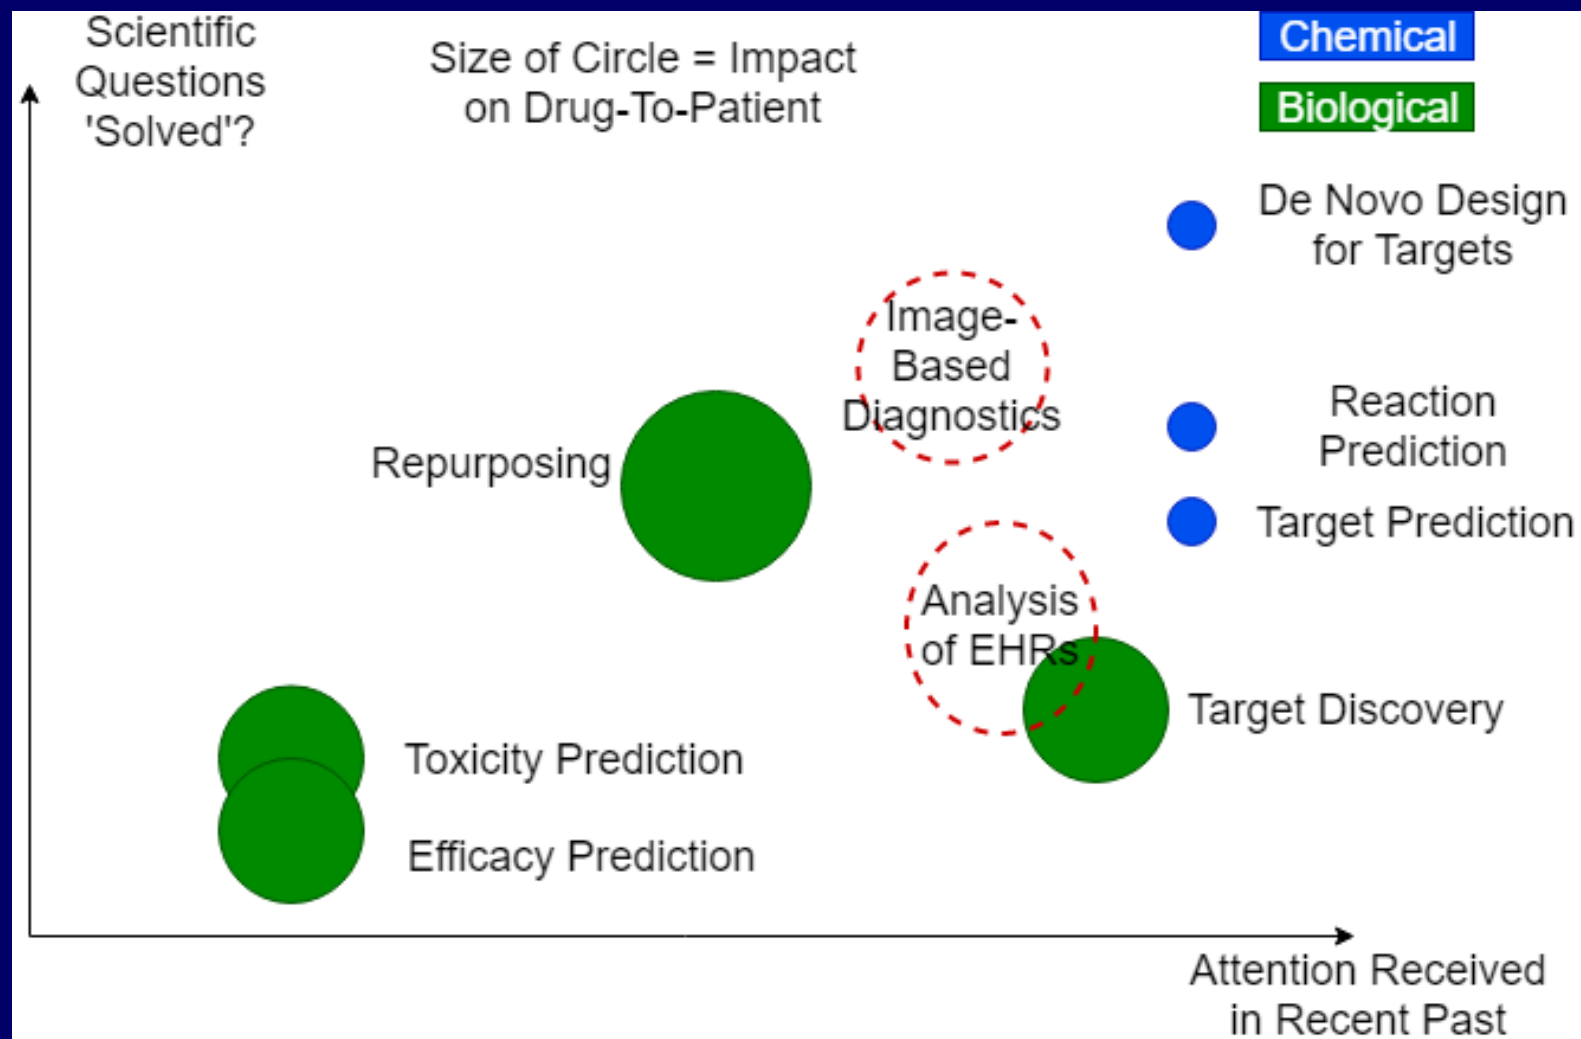 Scientific
Questions
'Solved'?
Size of Circle = Impact
on Drug-To-Patient
Chemical
Biological
De Novo Design
for Targets
Image-
Based
Diagnostics
Reaction
Prediction
Repurposing
Target Prediction
Analysis
of EHRs
Target Discovery
Toxicity Prediction
Efficacy Prediction
Attention Received
in Recent Past